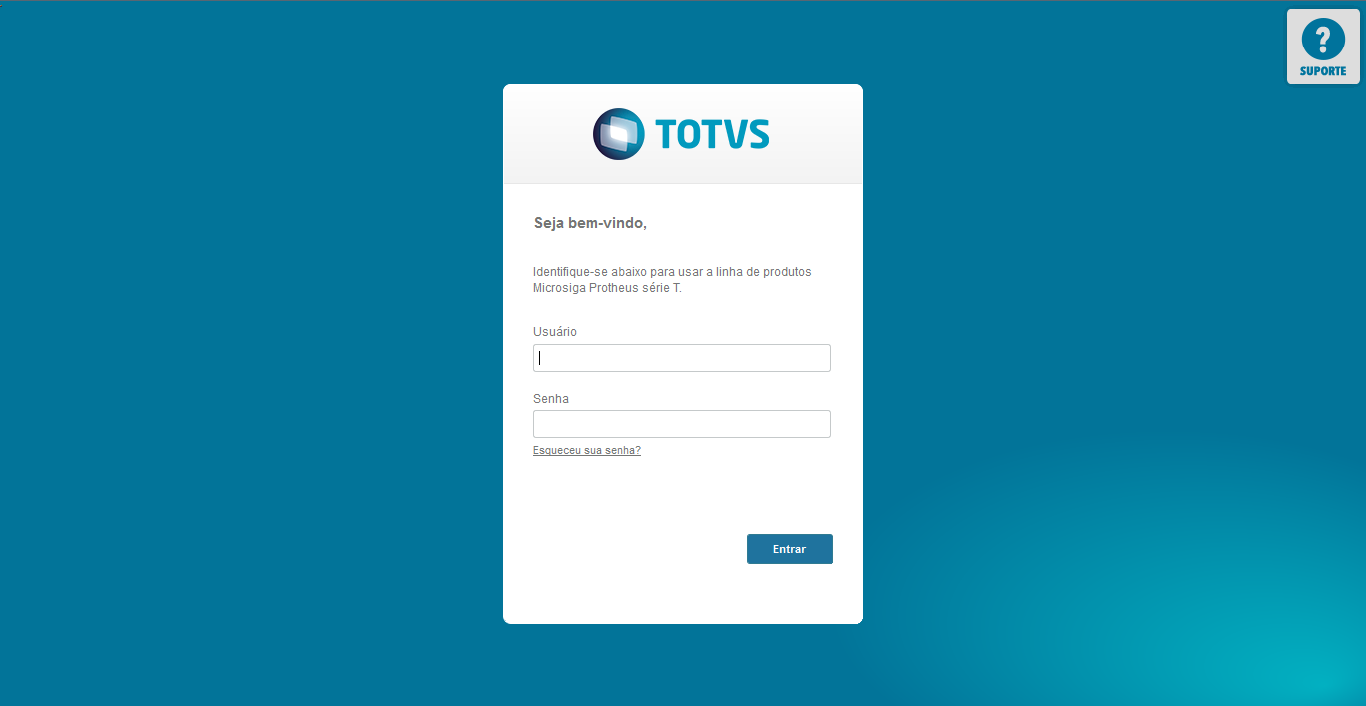 ?
SUPORTE
TOTVS
Seja bem-vindo,
Identifique-se abaixo para usar a linha de produtos
Microsiga Protheus série T.
Usuário
Senha
Esqueceu sua senha?
Entrar